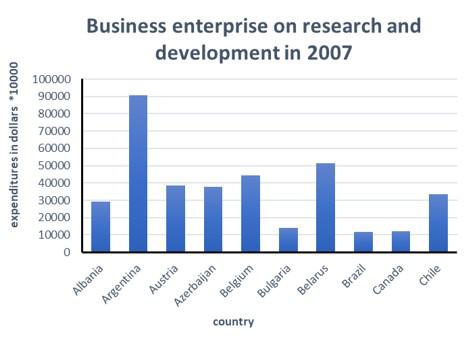 Business enterprise on research and
development in 2007
expenditures in dollars *10000
100000
90000
80000
70000
60000
50000
40000
30000
20000
10000
0
Albania
Argentina
Austria
Azerbaijan
Belgium
Bulgaria
Belarus
Brazil
Canada
Chile
country